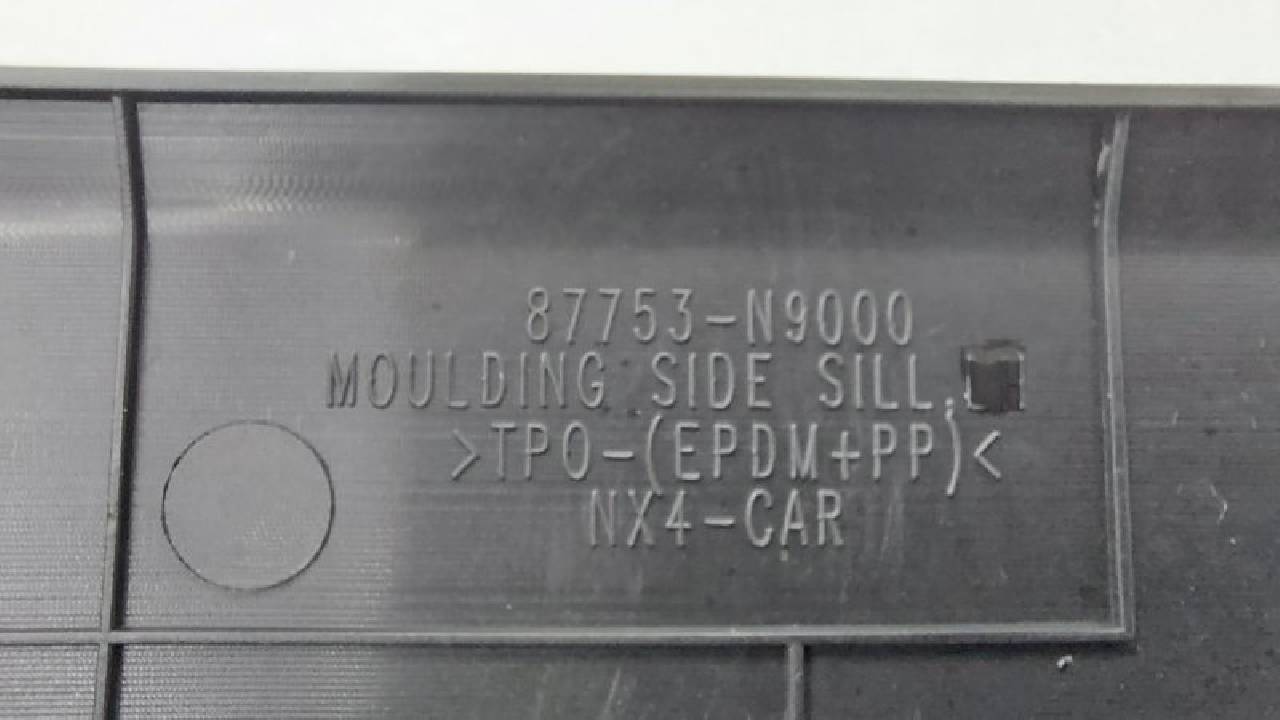 87753-N9000
MOULDING SIDE SILL,
>TPO-(EPDM+PP)<
NX4-CAR